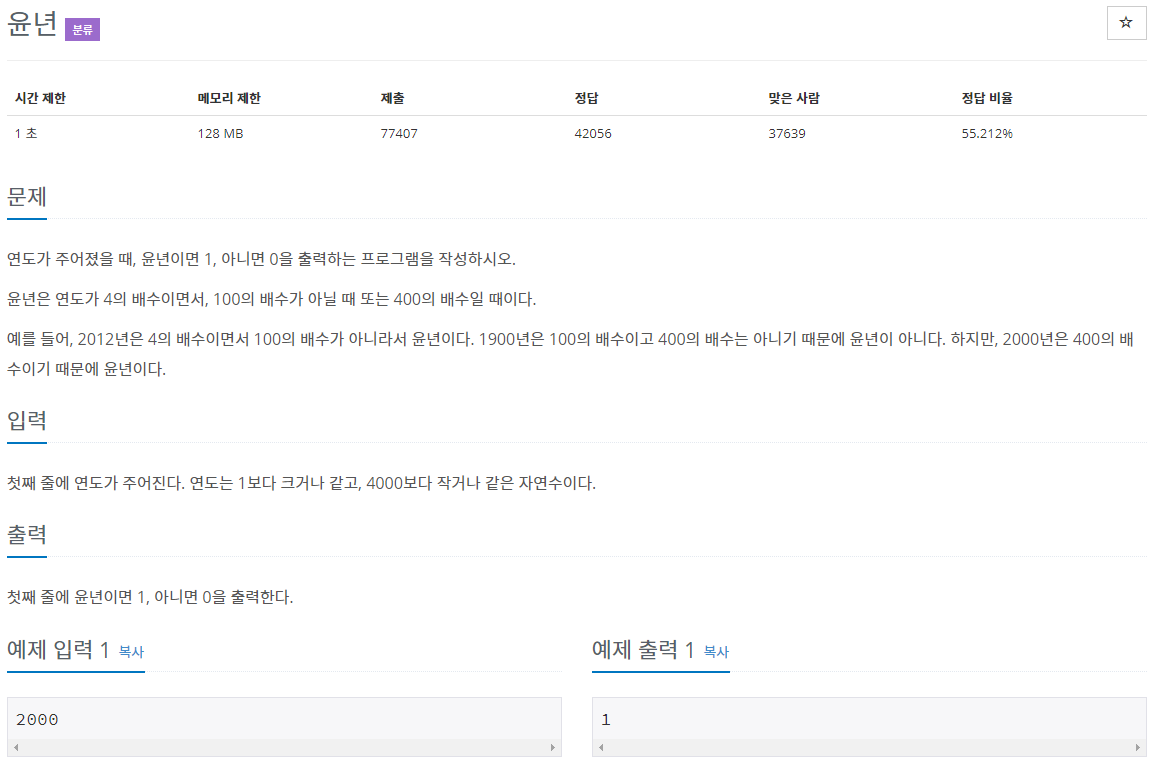 윤년 분류
☆
시간 제한 메모리 제한 제출 정답 맞은 사람 정답 비율
1 초 128 MB 77407 42056 37639 55.212%
문제
연도가 주어졌을 때, 윤년이면 1, 아니면 0을 출력하는 프로그램을 작성하시오.
윤년은 연도가 4의 배수이면서, 100의 배수가 아닐 때 또는 400의 배수일 때이다.
예를 들어, 2012년은 4의 배수이면서 100의 배수가 아니라서 윤년이다. 1900년은 100의 배수이고 400의 배수는 아니기 때문에 윤년이 아니다. 하지만, 2000년은 400의 배
수이기 때문에 윤년이다.
입력
첫째 줄에 연도가 주어진다. 연도는 1보다 크거나 같고, 4000보다 작거나 같은 자연수이다.
출력
첫째 줄에 윤년이면 1, 아니면 0을 출력한다.
예제 입력 1 복사
2000
예제 출력 1 복사
1